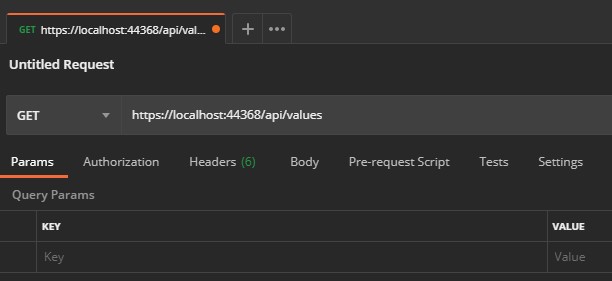 GET https://localhost:44368/api/val...
Untitled Request
GET https://localhost:44368/api/values
Params Authorization Headers (6) Body Pre-request Script Tests Settings
Query Params
KEY VALUE
Key Value